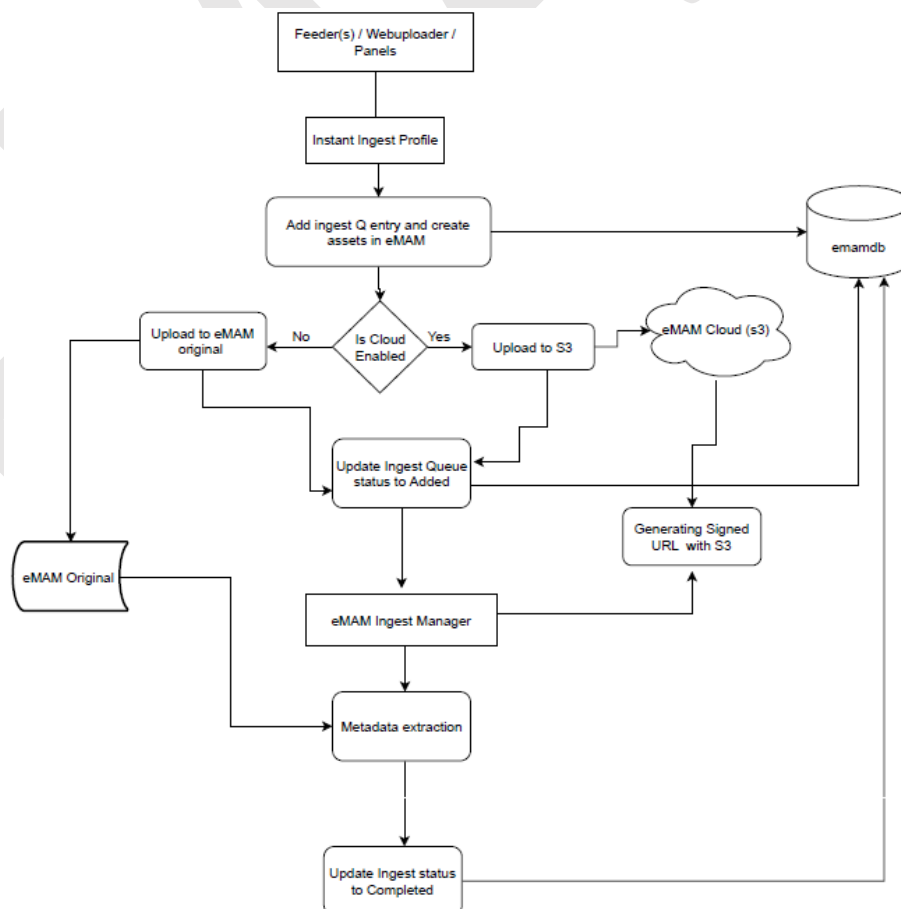 Feeder(s) / Webuploader /
Panels
Instant Ingest Profile
Add ingest Q entry and create
assets in eMAM
emamdb
Upload to eMAM
original
No
Is Cloud
Enabled
Yes
Upload to S3
eMAM Cloud (s3)
Update Ingest Queue
status to Added
Generating Signed
URL with S3
eMAM Original
eMAM Ingest Manager
Metadata extraction
Update Ingest status
to Completed